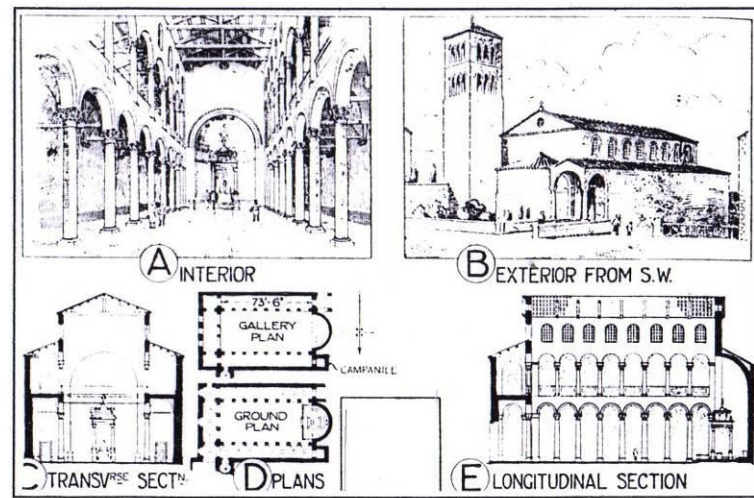 A INTERIOR
B EXTERIOR FROM S.W.
73'-6"
GALLERY
PLAN
CAMPANILE
GROUND
PLAN
C TRANSVRSE SECTN.
D PLANS
E LONGITUDINAL SECTION